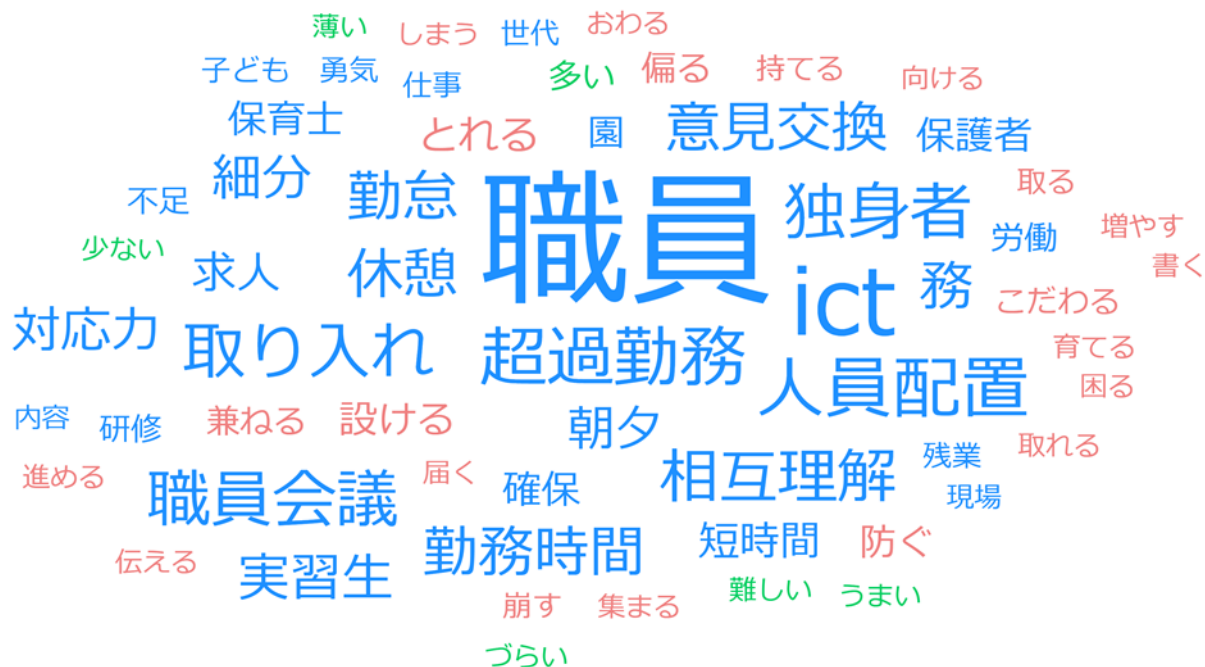 薄い しまう 世代 おわる
子ども 勇気 仕事 多い 偏る 持てる 向ける
保育士 とれる 園 意見交換 保護者
細分 勤怠 職員 独身者 取る
不足 労働 増やす
少ない 求人 休憩 ict 務 こだわる 書く
対応力 取り入れ 超過勤務 人員配置 育てる
困る
内容 研修 兼ねる 設ける 朝夕
進める 職員会議 届く 確保 相互理解 残業 取れる
現場
伝える 実習生 勤務時間 短時間 防ぐ
崩す 集まる 難しい うまい
づらい